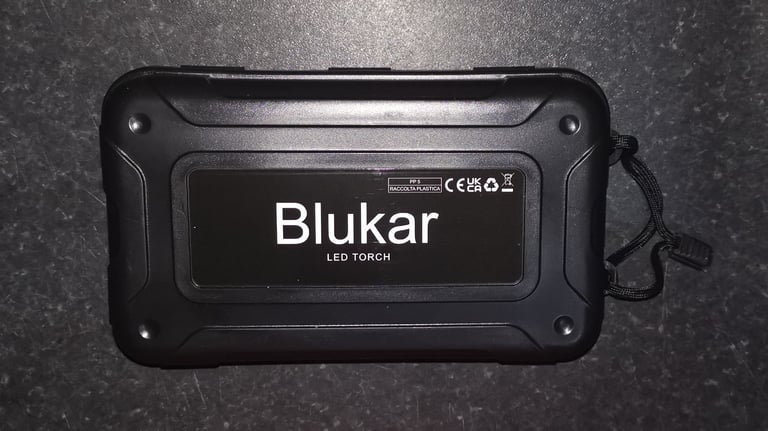 PP 5
RACCOLTA PLASTICA
CE UK CA
Blukar
LED TORCH